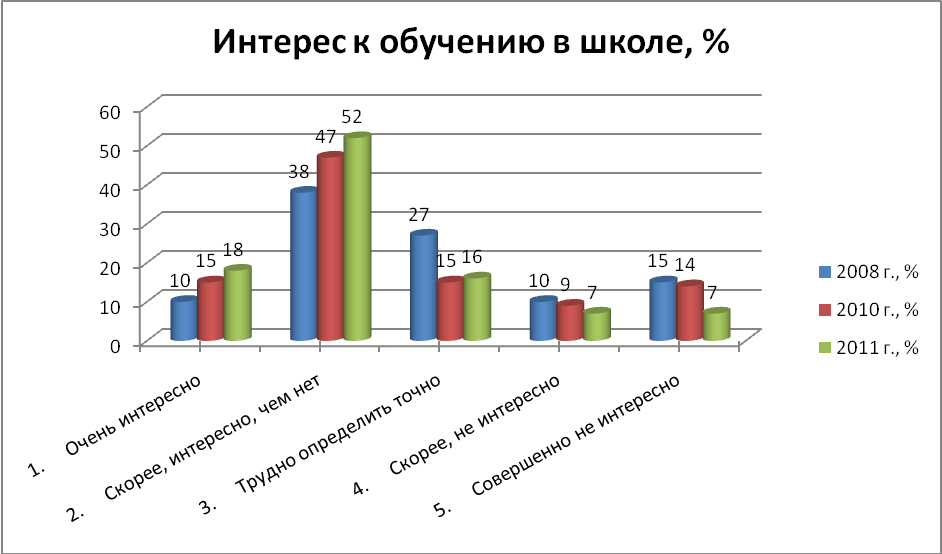 Интерес к обучению в школе, %
60
50
40
30
20
10
0
10
15
18
38
47
52
27
15
16
10
9
7
15
14
7
1. Очень интересно
2. Скорее, интересно, чем нет
3. Трудно определить точно
4. Скорее, не интересно
5. Совершенно не интересно
2008 г., %
2010 г., %
2011 г., %